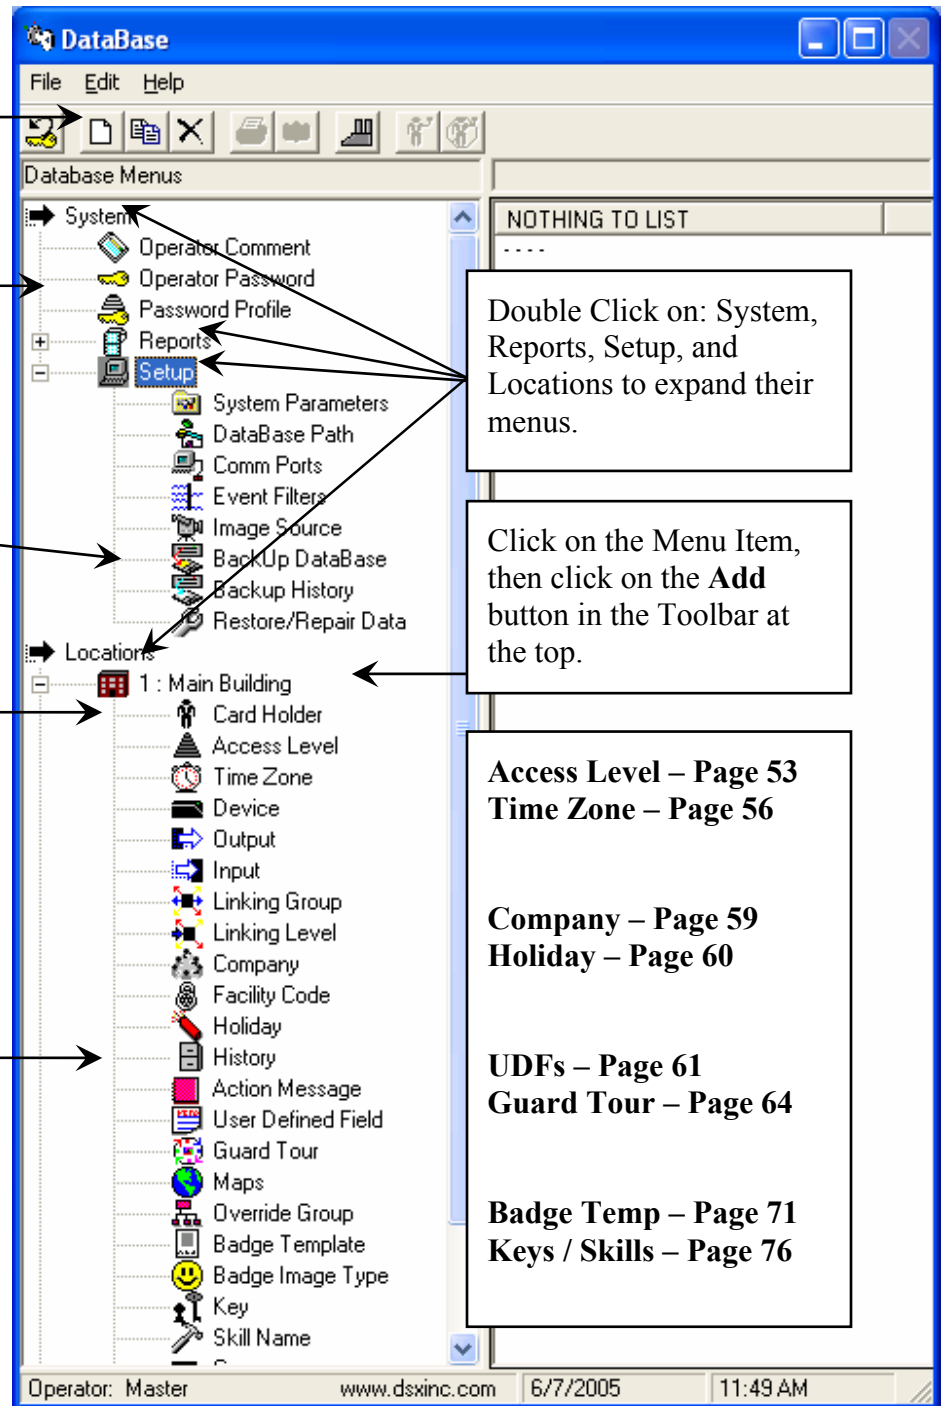 DataBase
File Edit Help
Database Menus
System
Operator Comment
Operator Password
Password Profile
Reports
Setup
System Parameters
DataBase Path
Comm Ports
Event Filters
Image Source
BackUp DataBase
Backup History
Restore/Repair Data
Locations
1 : Main Building
Card Holder
Access Level
Time Zone
Device
Output
Input
Linking Group
Linking Level
Company
Facility Code
Holiday
History
Action Message
User Defined Field
Guard Tour
Maps
Override Group
Badge Template
Badge Image Type
Key
Skill Name
NOTHING TO LIST
- - - -
Double Click on: System,
Reports, Setup, and
Locations to expand their
menus.
Click on the Menu Item,
then click on the Add
button in the Toolbar at
the top.
Access Level – Page 53
Time Zone – Page 56
Company – Page 59
Holiday – Page 60
UDFs – Page 61
Guard Tour – Page 64
Badge Temp – Page 71
Keys / Skills – Page 76
Operator: Master www.dsxinc.com 6/7/2005 11:49 AM